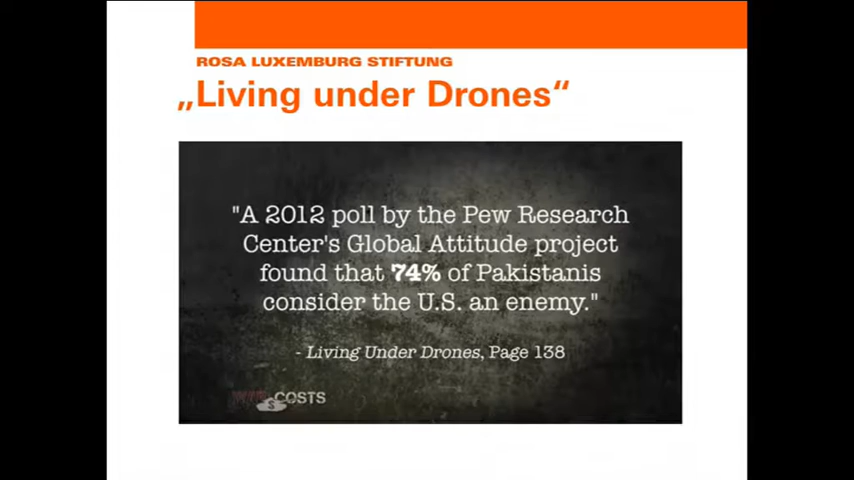 ROSA LUXEMBURG STIFTUNG
„Living under Drones“
"A 2012 poll by the Pew Research
Center's Global Attitude project
found that 74% of Pakistanis
consider the U.S. an enemy."
- Living Under Drones, Page 138
COSTS